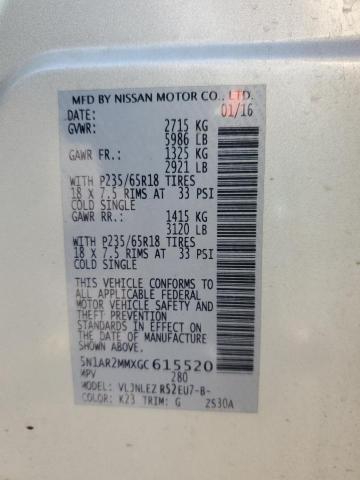 MFD BY NISSAN MOTOR CO., LTD.
DATE: 01/16
GVWR: 2715 KG
5986 LB
GAWR FR.: 1325 KG
2921 LB
WITH P235/65R18 TIRES
18 X 7.5 RIMS AT 33 PSI
COLD SINGLE
GAWR RR.: 1415 KG
3120 LB
WITH P235/65R18 TIRES
18 X 7.5 RIMS AT 33 PSI
COLD SINGLE
THIS VEHICLE CONFORMS TO
ALL APPLICABLE FEDERAL
MOTOR VEHICLE SAFETY AND
THEFT PREVENTION
STANDARDS IN EFFECT ON
THE DATE OF MANUFACTURE
SHOWN ABOVE.
5N1AR2MMXGC615520
MPV 280
MODEL: VLJNLEZ RS2EU7-B-
COLOR: K23 TRIM: G 2S30A